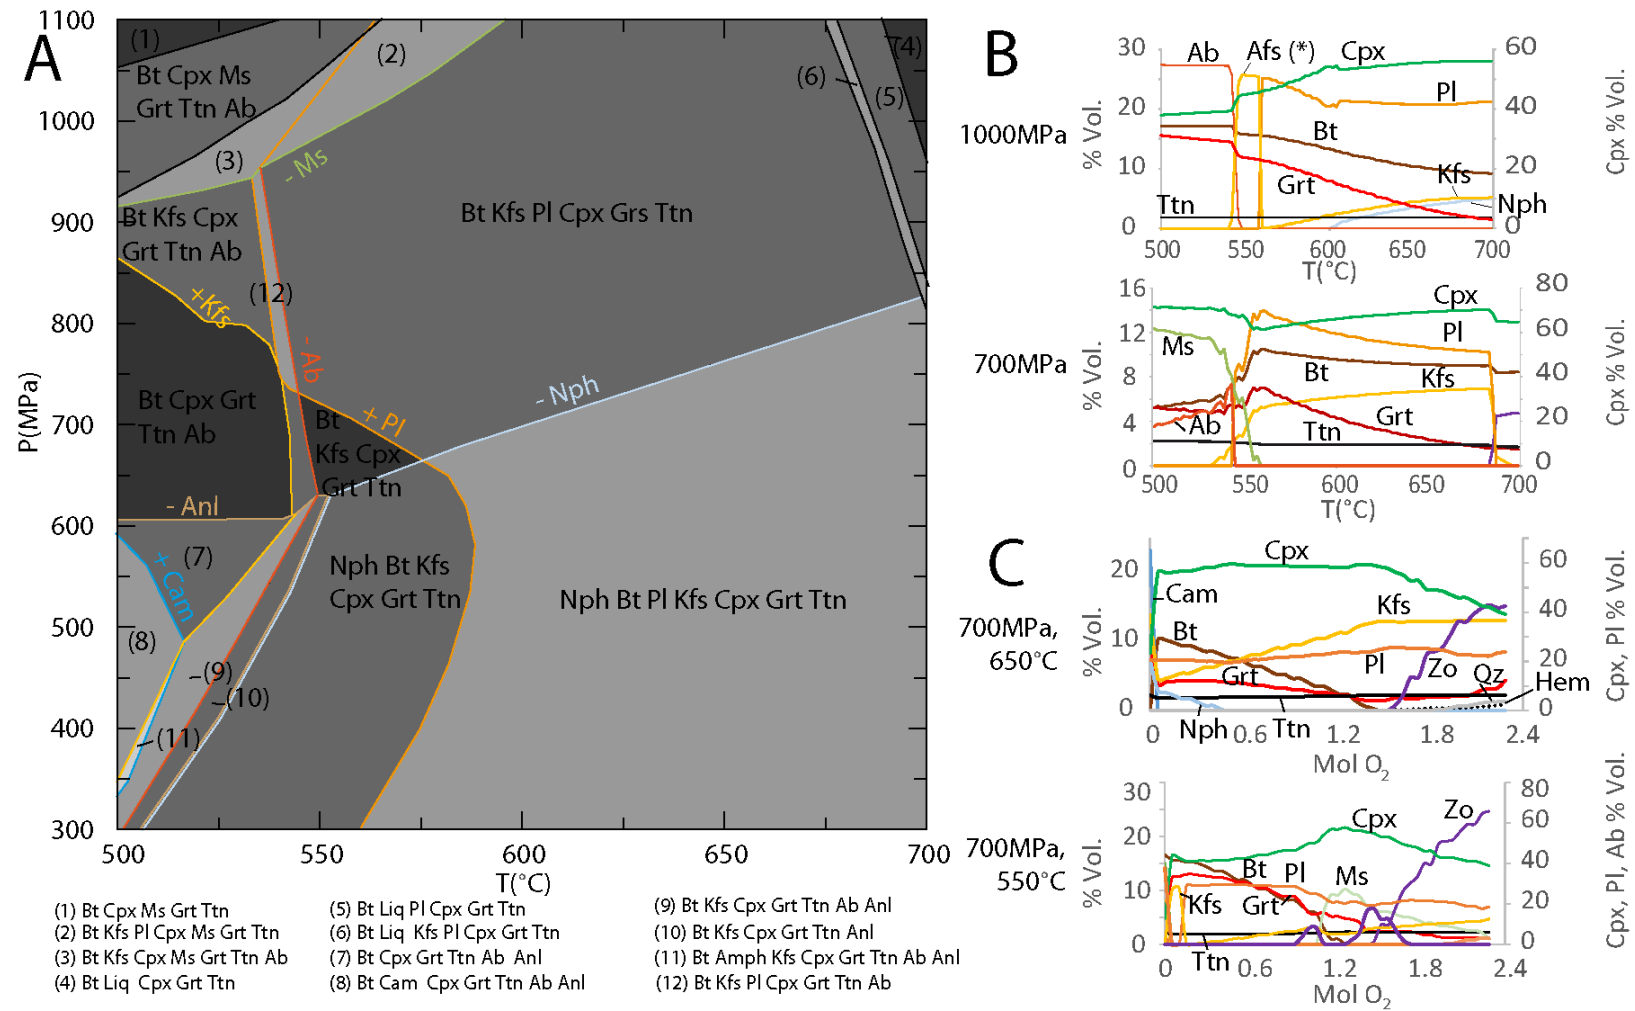 A
1100
1000
900
800
700
600
500
400
300
P(MPa)
500
550
600
650
700
T(°C)
(1)
Bt Cpx Ms
Grt Ttn Ab
(2)
(3)
- Ms
Bt Kfs Cpx
Grt Ttn Ab
(12)
+Kfs
- Ab
Bt Kfs Pl Cpx Grs Ttn
(6)
(5)
(4)
Bt Cpx Grt
Ttn Ab
Bt
Kfs Cpx
Grt Ttn
+ Pl
- Nph
- Anl
(7)
+ Cam
(8)
(9)
(10)
(11)
Nph Bt Kfs
Cpx Grt Ttn
Nph Bt Pl Kfs Cpx Grt Ttn
(1) Bt Cpx Ms Grt Ttn
(2) Bt Kfs Pl Cpx Ms Grt Ttn
(3) Bt Kfs Cpx Ms Grt Ttn Ab
(4) Bt Liq Cpx Grt Ttn
(5) Bt Liq Pl Cpx Grt Ttn
(6) Bt Liq Kfs Pl Cpx Grt Ttn
(7) Bt Cpx Grt Ttn Ab Anl
(8) Bt Cam Cpx Grt Ttn Ab Anl
(9) Bt Kfs Cpx Grt Ttn Ab Anl
(10) Bt Kfs Cpx Grt Ttn Anl
(11) Bt Amph Kfs Cpx Grt Ttn Ab Anl
(12) Bt Kfs Pl Cpx Grt Ttn Ab
B
1000MPa
% Vol.
30
20
10
0
Ab
Afs (*)
Cpx
Pl
Bt
Grt
Kfs
Nph
Ttn
60
40
20
0
Cpx % Vol.
500
550
600
650
700
T(°C)
700MPa
% Vol.
16
12
8
4
0
Cpx
Ms
Pl
Bt
Kfs
Ab
Ttn
Grt
80
60
40
20
0
Cpx % Vol.
500
550
600
650
700
T(°C)
C
700MPa,
650°C
% Vol.
20
10
0
Cpx
Cam
Kfs
Bt
Pl
Grt
Zo
Qz
Hem
Nph
Ttn
60
40
20
0
Cpx, Pl % Vol.
0
0.6
1.2
1.8
2.4
Mol O2
700MPa,
550°C
% Vol.
30
20
10
0
Cpx
Zo
Bt
Pl
Ms
Kfs
Grt
Ttn
80
60
40
20
0
Cpx, Pl, Ab % Vol.
0
0.6
1.2
1.8
2.4
Mol O2